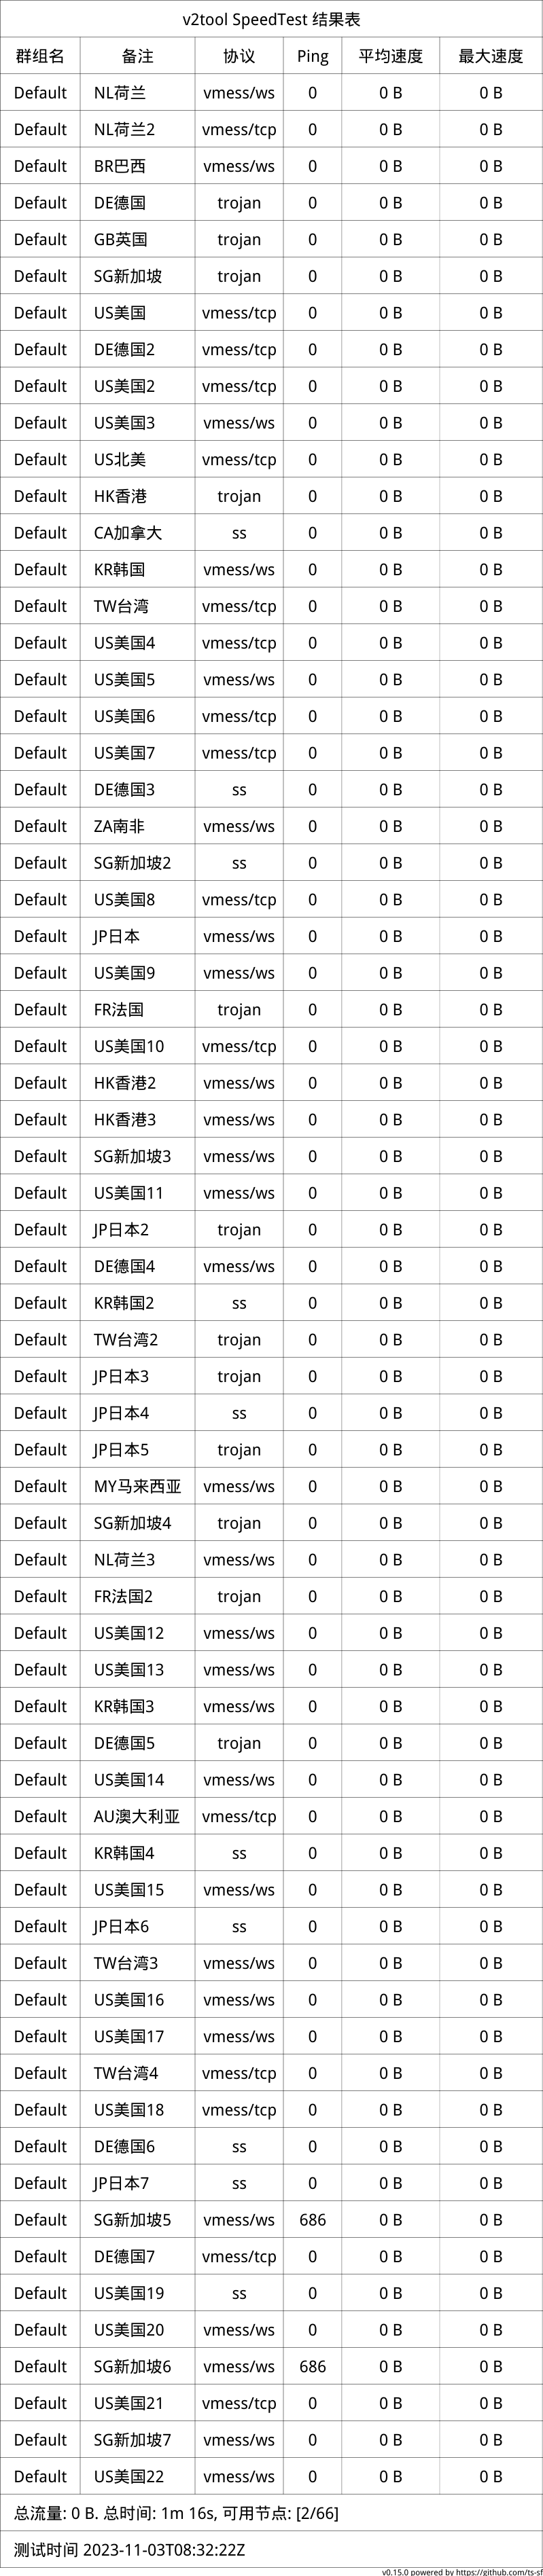 v2tool SpeedTest 结果表
群组名 备注 协议 Ping 平均速度 最大速度
Default NL荷兰 vmess/ws 0 0 B 0 B
Default NL荷兰2 vmess/tcp 0 0 B 0 B
Default BR巴西 vmess/ws 0 0 B 0 B
Default DE德国 trojan 0 0 B 0 B
Default GB英国 trojan 0 0 B 0 B
Default SG新加坡 trojan 0 0 B 0 B
Default US美国 vmess/tcp 0 0 B 0 B
Default DE德国2 vmess/tcp 0 0 B 0 B
Default US美国2 vmess/tcp 0 0 B 0 B
Default US美国3 vmess/ws 0 0 B 0 B
Default US北美 vmess/tcp 0 0 B 0 B
Default HK香港 trojan 0 0 B 0 B
Default CA加拿大 ss 0 0 B 0 B
Default KR韩国 vmess/ws 0 0 B 0 B
Default TW台湾 vmess/tcp 0 0 B 0 B
Default US美国4 vmess/tcp 0 0 B 0 B
Default US美国5 vmess/ws 0 0 B 0 B
Default US美国6 vmess/tcp 0 0 B 0 B
Default US美国7 vmess/tcp 0 0 B 0 B
Default DE德国3 ss 0 0 B 0 B
Default ZA南非 vmess/ws 0 0 B 0 B
Default SG新加坡2 ss 0 0 B 0 B
Default US美国8 vmess/tcp 0 0 B 0 B
Default JP日本 vmess/ws 0 0 B 0 B
Default US美国9 vmess/ws 0 0 B 0 B
Default FR法国 trojan 0 0 B 0 B
Default US美国10 vmess/tcp 0 0 B 0 B
Default HK香港2 vmess/ws 0 0 B 0 B
Default HK香港3 vmess/ws 0 0 B 0 B
Default SG新加坡3 vmess/ws 0 0 B 0 B
Default US美国11 vmess/ws 0 0 B 0 B
Default JP日本2 trojan 0 0 B 0 B
Default DE德国4 vmess/ws 0 0 B 0 B
Default KR韩国2 ss 0 0 B 0 B
Default TW台湾2 trojan 0 0 B 0 B
Default JP日本3 trojan 0 0 B 0 B
Default JP日本4 ss 0 0 B 0 B
Default JP日本5 trojan 0 0 B 0 B
Default MY马来西亚 vmess/ws 0 0 B 0 B
Default SG新加坡4 trojan 0 0 B 0 B
Default NL荷兰3 vmess/ws 0 0 B 0 B
Default FR法国2 trojan 0 0 B 0 B
Default US美国12 vmess/ws 0 0 B 0 B
Default US美国13 vmess/ws 0 0 B 0 B
Default KR韩国3 vmess/ws 0 0 B 0 B
Default DE德国5 trojan 0 0 B 0 B
Default US美国14 vmess/ws 0 0 B 0 B
Default AU澳大利亚 vmess/tcp 0 0 B 0 B
Default KR韩国4 ss 0 0 B 0 B
Default US美国15 vmess/ws 0 0 B 0 B
Default JP日本6 ss 0 0 B 0 B
Default TW台湾3 vmess/ws 0 0 B 0 B
Default US美国16 vmess/ws 0 0 B 0 B
Default US美国17 vmess/ws 0 0 B 0 B
Default TW台湾4 vmess/tcp 0 0 B 0 B
Default US美国18 vmess/tcp 0 0 B 0 B
Default DE德国6 ss 0 0 B 0 B
Default JP日本7 ss 0 0 B 0 B
Default SG新加坡5 vmess/ws 686 0 B 0 B
Default DE德国7 vmess/tcp 0 0 B 0 B
Default US美国19 ss 0 0 B 0 B
Default US美国20 vmess/ws 0 0 B 0 B
Default SG新加坡6 vmess/ws 686 0 B 0 B
Default US美国21 vmess/tcp 0 0 B 0 B
Default SG新加坡7 vmess/ws 0 0 B 0 B
Default US美国22 vmess/ws 0 0 B 0 B
总流量: 0 B. 总时间: 1m 16s, 可用节点: [2/66]
测试时间 2023-11-03T08:32:22Z
v0.15.0 powered by https://github.com/ts-sf